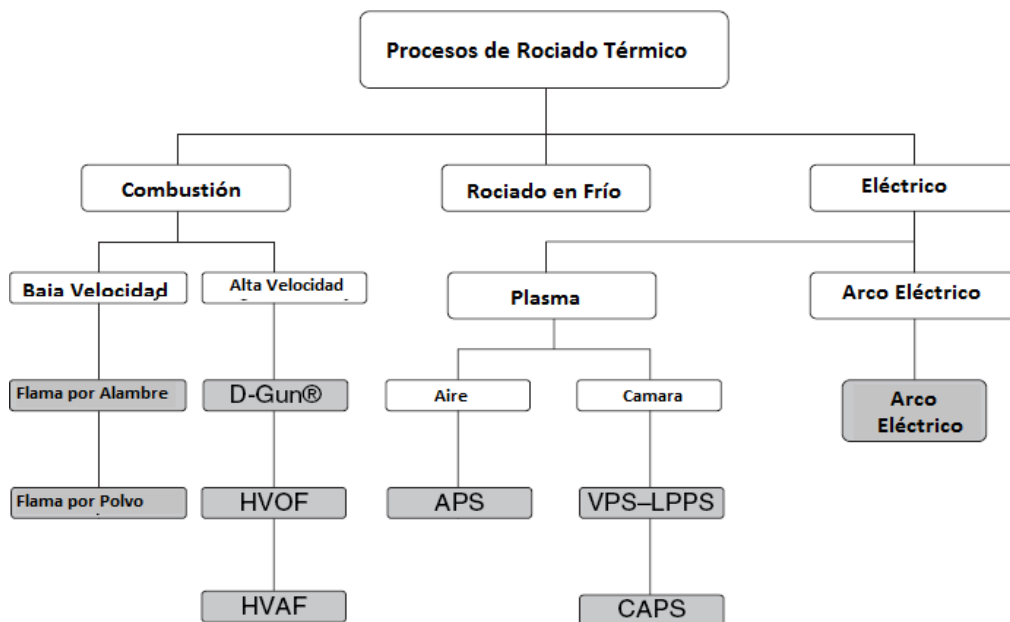 Procesos de Rociado Térmico
Combustión
Rociado en Frío
Eléctrico
Baja Velocidad
Alta Velocidad
Plasma
Arco Eléctrico
Flama por Alambre
D-Gun®
Aire
Camara
Arco
Eléctrico
Flama por Polvo
HVOF
APS
VPS–LPPS
HVAF
CAPS